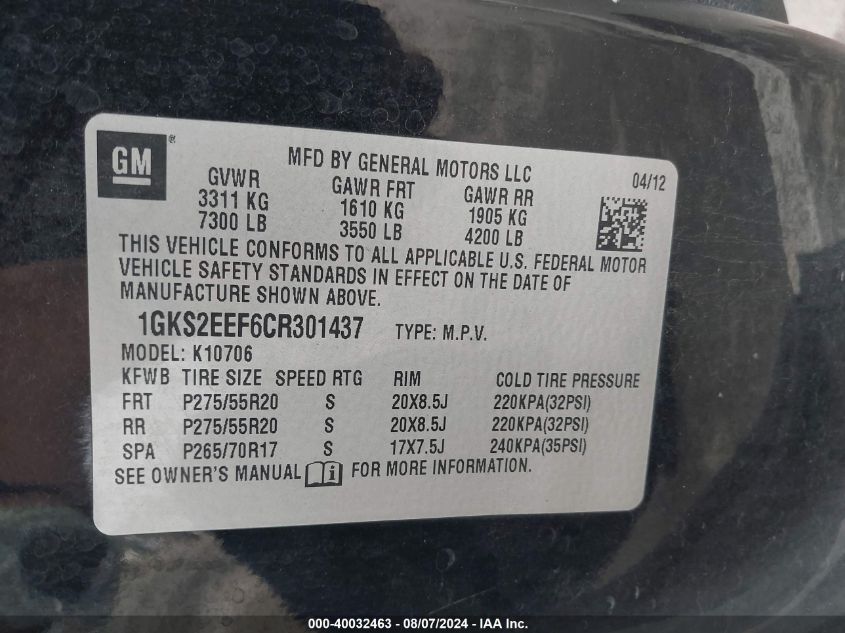 GM ®
MFD BY GENERAL MOTORS LLC
04/12
GVWR GAWR FRT GAWR RR
3311 KG 1610 KG 1905 KG
7300 LB 3550 LB 4200 LB
THIS VEHICLE CONFORMS TO ALL APPLICABLE U.S. FEDERAL MOTOR
VEHICLE SAFETY STANDARDS IN EFFECT ON THE DATE OF
MANUFACTURE SHOWN ABOVE.
1GKS2EEF6CR301437 TYPE: M.P.V.
MODEL: K10706
KFWB TIRE SIZE SPEED RTG RIM COLD TIRE PRESSURE
FRT P275/55R20 S 20X8.5J 220KPA(32PSI)
RR P275/55R20 S 20X8.5J 220KPA(32PSI)
SPA P265/70R17 S 17X7.5J 240KPA(35PSI)
SEE OWNER'S MANUAL i FOR MORE INFORMATION.
000-40032463 - 08/07/2024 - IAA Inc.